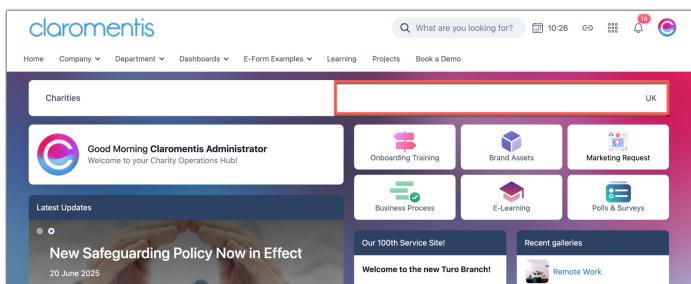 claromentis
What are you looking for?
10:26
14
Home Company Department Dashboards E-Form Examples Learning Projects Book a Demo
Charities
UK
Good Morning Claromentis Administrator
Welcome to your Charity Operations Hub!
Onboarding Training
Brand Assets
Marketing Request
Business Process
E-Learning
Polls & Surveys
Latest Updates
New Safeguarding Policy Now in Effect
20 June 2025
Our 100th Service Site!
Welcome to the new Turo Branch!
Recent galleries
Remote Work